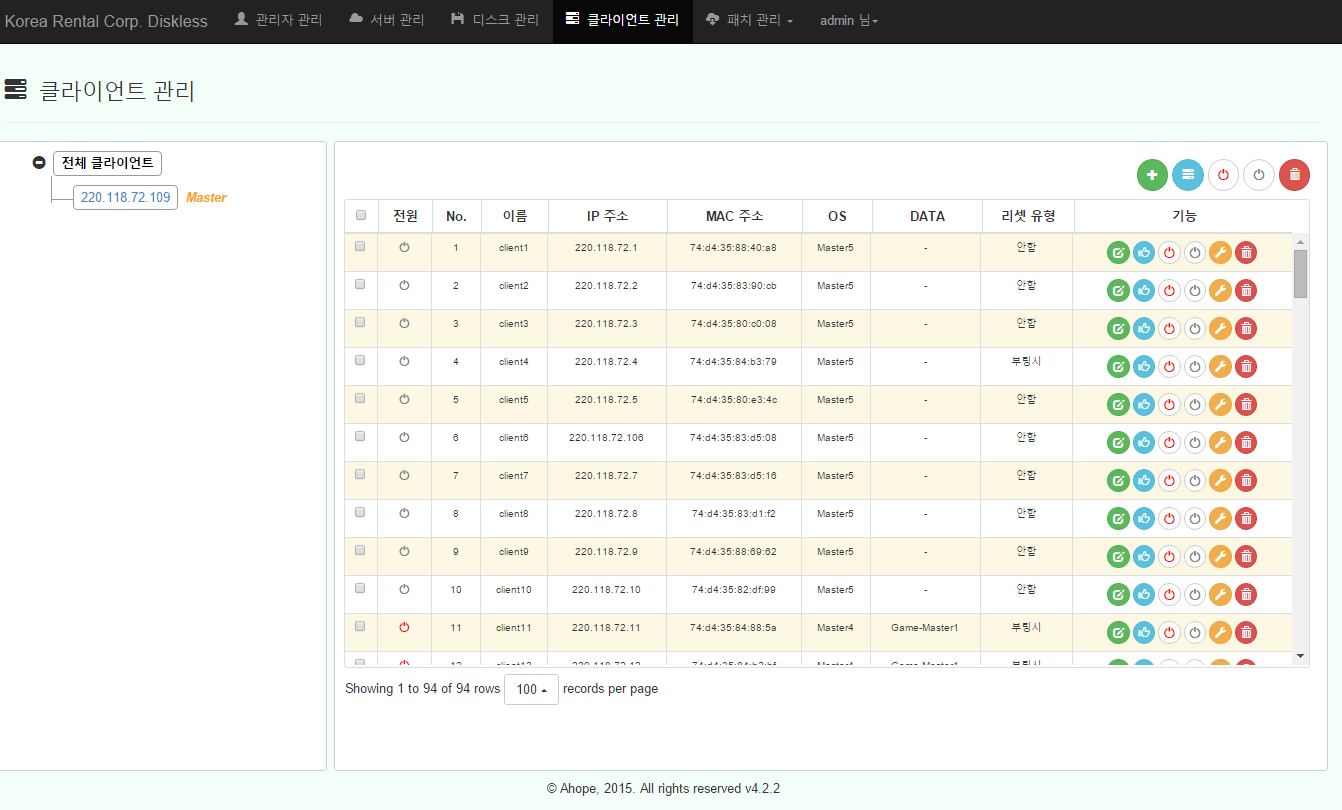 Korea Rental Corp. Diskless 관리자 관리 서버 관리 디스크 관리 클라이언트 관리 패치 관리 admin 님
클라이언트 관리
전체 클라이언트
220.118.72.109 Master
전원 No. 이름 IP 주소 MAC 주소 OS DATA 리셋 유형 기능
1 client1 220.118.72.1 74:d4:35:88:40:a8 Master5 - 안함
2 client2 220.118.72.2 74:d4:35:83:90:cb Master5 - 안함
3 client3 220.118.72.3 74:d4:35:80:c0:08 Master5 - 안함
4 client4 220.118.72.4 74:d4:35:84:b3:79 Master5 - 부팅시
5 client5 220.118.72.5 74:d4:35:80:e3:4c Master5 - 안함
6 client6 220.118.72.106 74:d4:35:83:d5:08 Master5 - 안함
7 client7 220.118.72.7 74:d4:35:83:d5:16 Master5 - 안함
8 client8 220.118.72.8 74:d4:35:83:d1:f2 Master5 - 안함
9 client9 220.118.72.9 74:d4:35:88:69:62 Master5 - 안함
10 client10 220.118.72.10 74:d4:35:82:df:99 Master5 - 안함
11 client11 220.118.72.11 74:d4:35:84:88:5a Master4 Game-Master1 부팅시
Showing 1 to 94 of 94 rows 100 records per page
© Ahope, 2015. All rights reserved v4.2.2